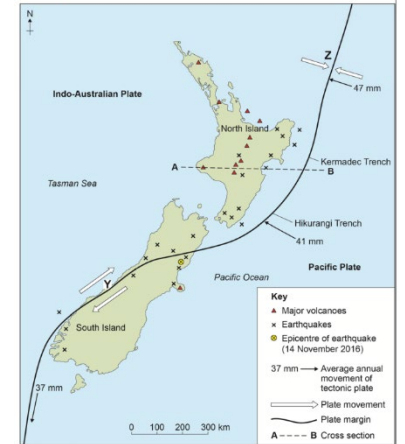 N
Z
Indo-Australian Plate
47 mm
North Island
Kermadec Trench
A
B
Tasman Sea
Hikurangi Trench
41 mm
Pacific Ocean
Pacific Plate
Y
South Island
37 mm
0 100 200 300 km
Key
Major volcanoes
Earthquakes
Epicentre of earthquake
(14 November 2016)
37 mm Average annual
movement of
tectonic plate
Plate movement
Plate margin
A B Cross section